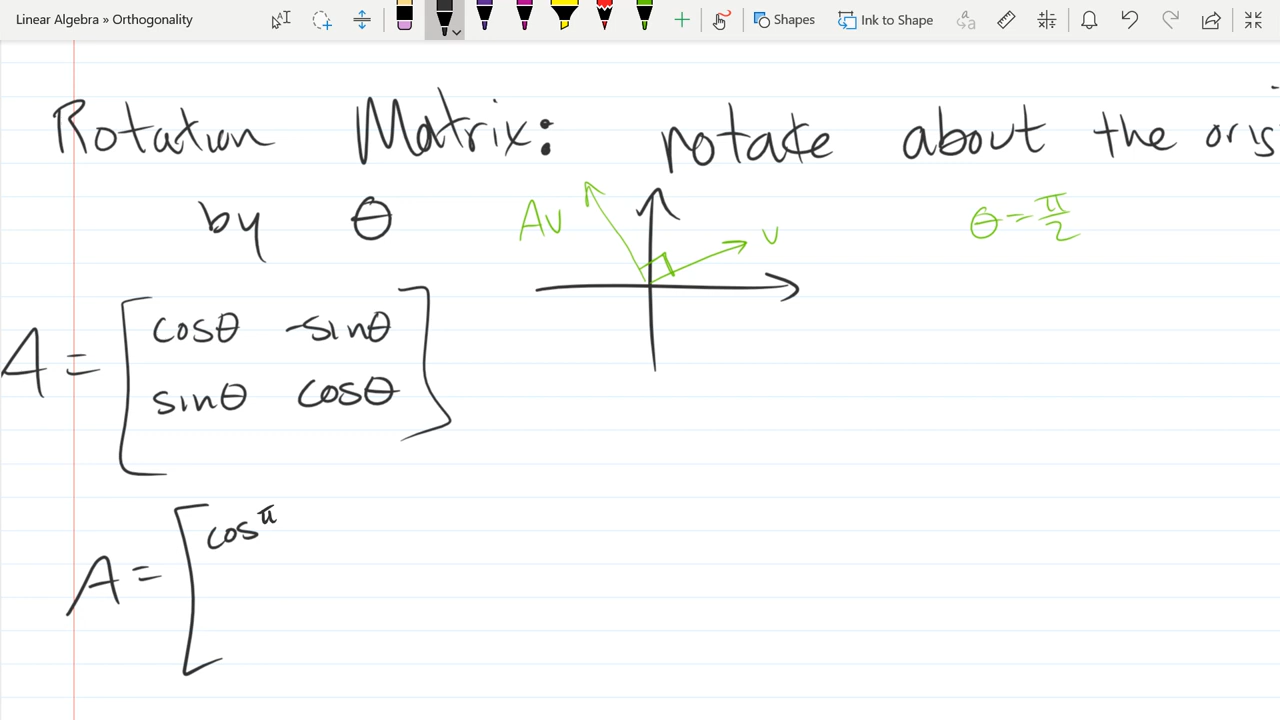 Linear Algebra » Orthogonality
Shapes
Ink to Shape
Rotation Matrix: rotate about the orig
by θ
Av
v
θ = π/2
A = [cosθ -sinθ
sinθ cosθ]
A = [cos π